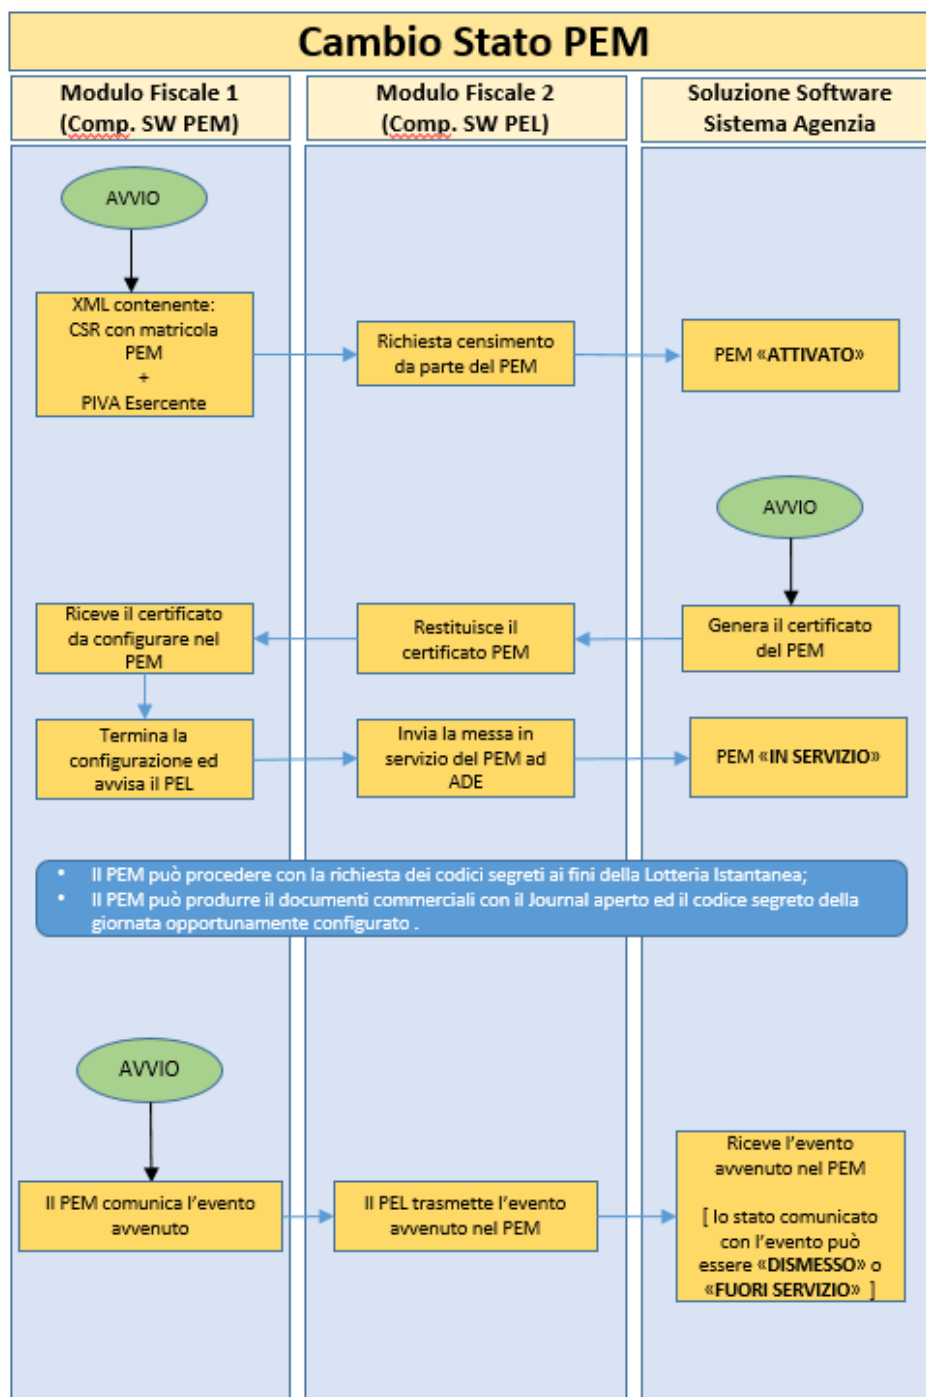 Cambio Stato PEM
Modulo Fiscale 1
(Comp. SW PEM)
Modulo Fiscale 2
(Comp. SW PEL)
Soluzione Software
Sistema Agenzia
AVVIO
XML contenente:
CSR con matricola
PEM
+
PIVA Esercente
Richiesta censimento
da parte del PEM
PEM «ATTIVATO»
AVVIO
Riceve il certificato
da configurare nel
PEM
Restituisce il
certificato PEM
Genera il certificato
del PEM
Termina la
configurazione ed
avvisa il PEL
Invia la messa in
servizio del PEM ad
ADE
PEM «IN SERVIZIO»
• Il PEM può procedere con la richiesta dei codici segreti ai fini della Lotteria Istantanea;
• Il PEM può produrre il documenti commerciali con il Journal aperto ed il codice segreto della
giornata opportunamente configurato .
AVVIO
Il PEM comunica l'evento
avvenuto
Il PEL trasmette l'evento
avvenuto nel PEM
Riceve l'evento
avvenuto nel PEM
[ lo stato comunicato
con l'evento può
essere «DISMESSO» o
«FUORI SERVIZIO» ]